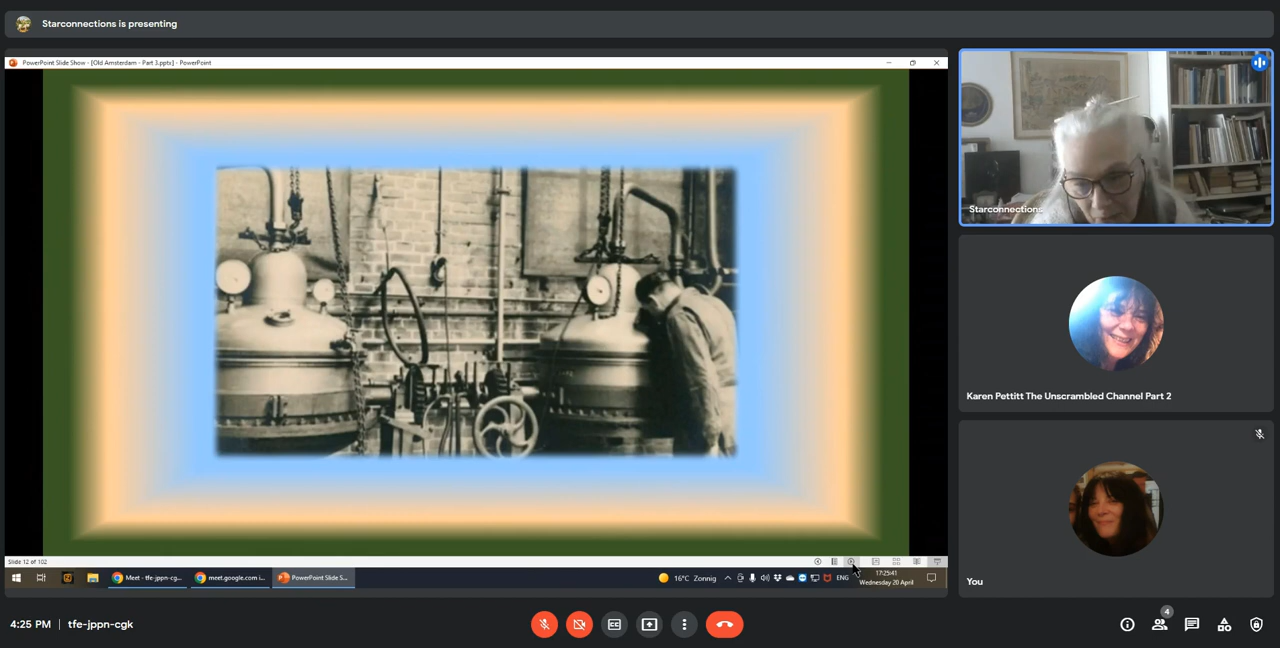 Starconnections is presenting
PowerPoint Slide Show - [Old Amsterdam - Part 3.pptx] - PowerPoint
Starconnections
Karen Pettitt The Unscrambled Channel Part 2
You
Slide 12 of 102
Meet - tfe-jppn-cg...
meet.google.com i...
PowerPoint Slide S...
16°C Zonnig
ENG
17:25:41
Wednesday 20 April
4:25 PM | tfe-jppn-cgk
CC
4